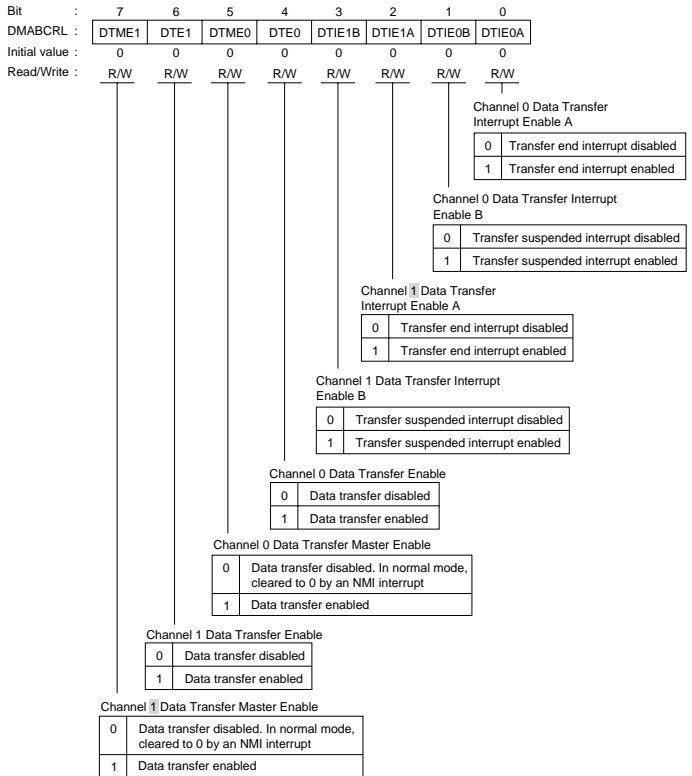 Bit : 7 6 5 4 3 2 1 0
DMABCRL : DTME1 DTE1 DTME0 DTE0 DTIE1B DTIE1A DTIE0B DTIE0A
Initial value : 0 0 0 0 0 0 0 0
Read/Write : R/W R/W R/W R/W R/W R/W R/W R/W
Channel 0 Data Transfer
Interrupt Enable A
0 Transfer end interrupt disabled
1 Transfer end interrupt enabled
Channel 0 Data Transfer Interrupt
Enable B
0 Transfer suspended interrupt disabled
1 Transfer suspended interrupt enabled
Channel 1 Data Transfer
Interrupt Enable A
0 Transfer end interrupt disabled
1 Transfer end interrupt enabled
Channel 1 Data Transfer Interrupt
Enable B
0 Transfer suspended interrupt disabled
1 Transfer suspended interrupt enabled
Channel 0 Data Transfer Enable
0 Data transfer disabled
1 Data transfer enabled
Channel 0 Data Transfer Master Enable
0 Data transfer disabled. In normal mode,
cleared to 0 by an NMI interrupt
1 Data transfer enabled
Channel 1 Data Transfer Enable
0 Data transfer disabled
1 Data transfer enabled
Channel 1 Data Transfer Master Enable
0 Data transfer disabled. In normal mode,
cleared to 0 by an NMI interrupt
1 Data transfer enabled